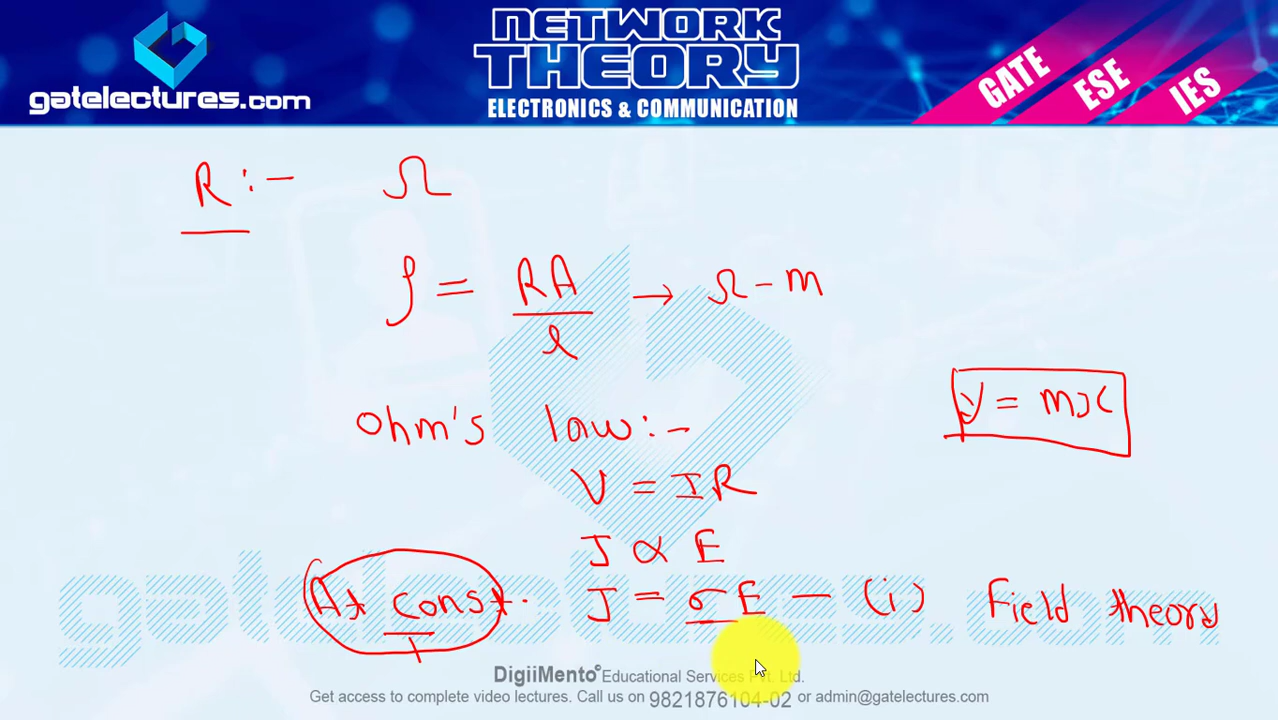 NETWORK
THEORY
ELECTRONICS & COMMUNICATION
gatelectures.com
GATE
ESE
IES
R :- Ω
ρ = RA/l → Ω-m
Ohm's law :-
y = mx
V = IR
J ∝ E
At const. T
J = σE — (i) Field theory
gatelectures.com
DigiiMento© Educational Services Pvt. Ltd.
Get access to complete video lectures. Call us on 9821876104-02 or admin@gatelectures.com